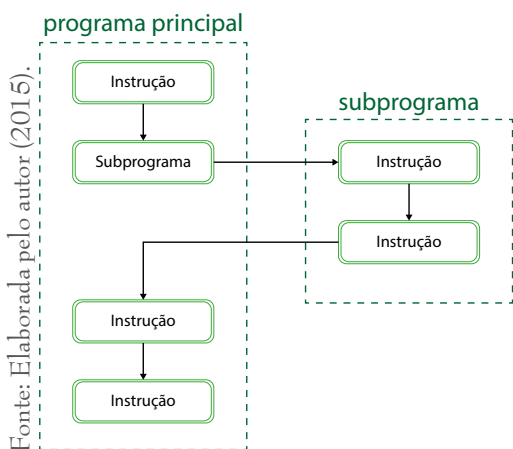 programa principal
Instrução
Subprograma
subprograma
Instrução
Instrução
Instrução
Instrução
Fonte: Elaborada pelo autor (2015).